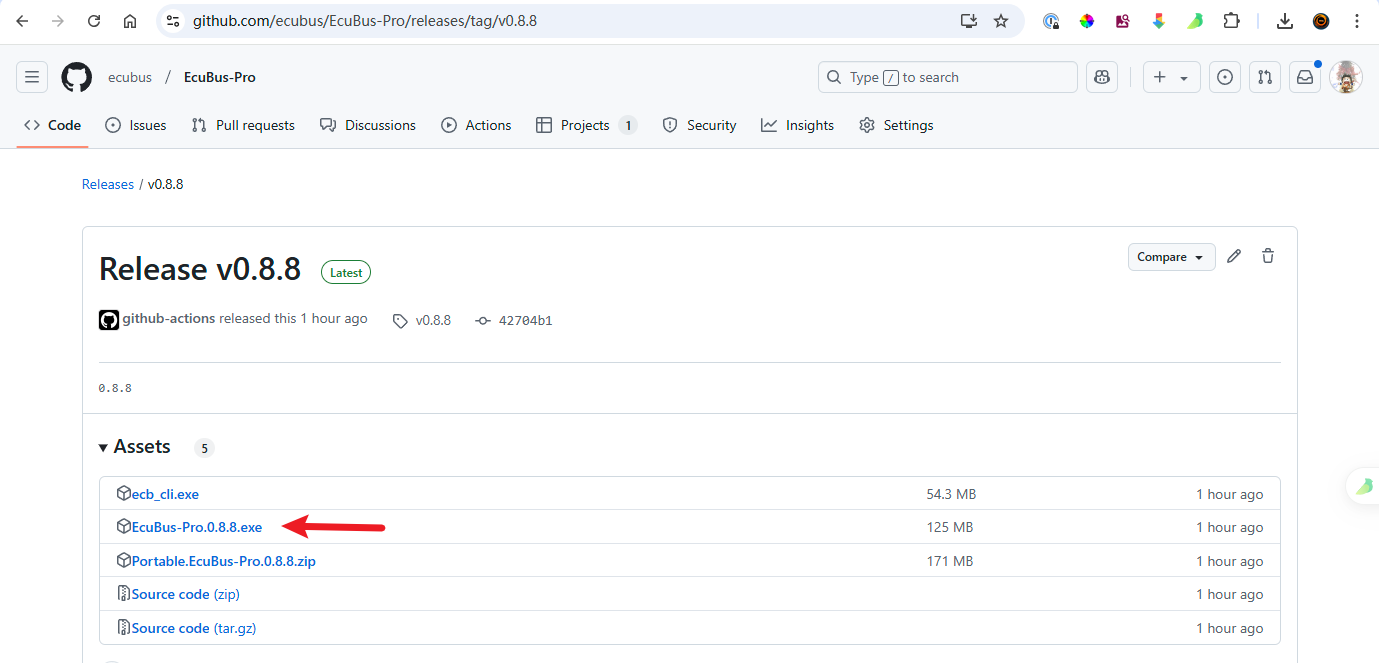 github.com/ecubus/EcuBus-Pro/releases/tag/v0.8.8
ecubus / EcuBus-Pro
Type / to search
Code Issues Pull requests Discussions Actions Projects 1 Security Insights Settings
Releases / v0.8.8
Release v0.8.8 Latest
Compare
github-actions released this 1 hour ago v0.8.8 42704b1
0.8.8
Assets 5
ecb_cli.exe 54.3 MB 1 hour ago
EcuBus-Pro.0.8.8.exe 125 MB 1 hour ago
Portable.EcuBus-Pro.0.8.8.zip 171 MB 1 hour ago
Source code (zip) 1 hour ago
Source code (tar.gz) 1 hour ago